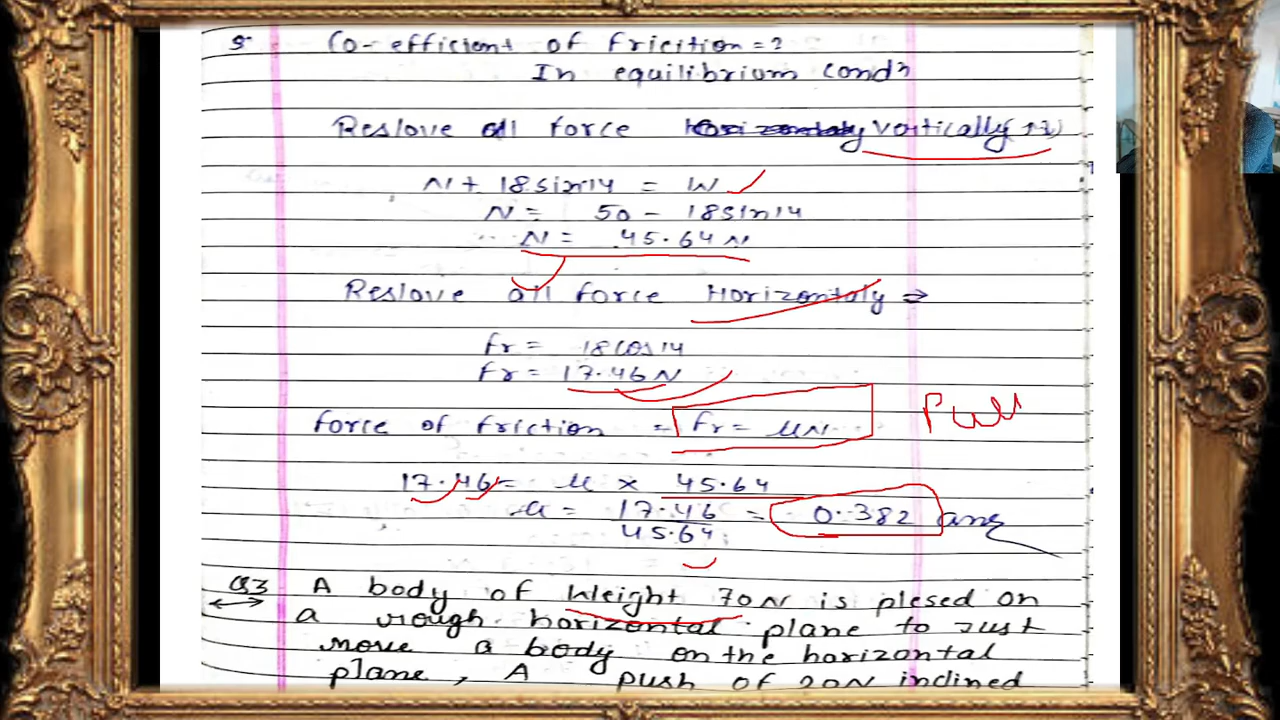 Co-efficient of fricition = ?
In equilibrium condn
Reslove all force vertically (↑↓)
N + 18 sin 14 = W
N = 50 - 18 sin 14
N = 45.64 N
Reslove all force Horizontaly ⇒
Fr = 18 cos 14
Fr = 17.46 N
Force of friction = Fr = μN
Pull
17.46 = μ × 45.64
μ = 17.46 / 45.64 = 0.382 ans
Q3 A body of Weight 70N is plesed on
a rough horizontal plane to Just
move a body on the horizontal
plane, A push of 20N inclined